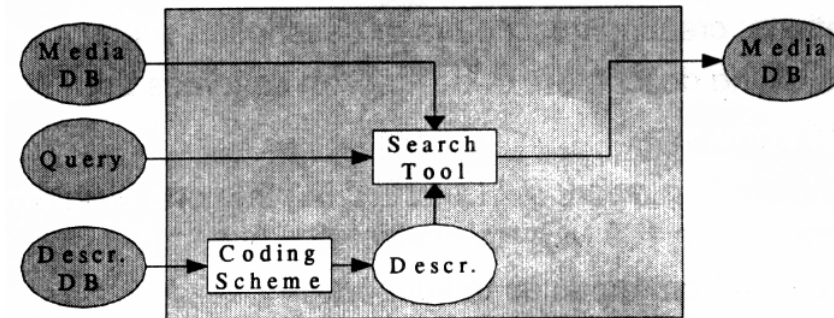 Media
DB
Media
DB
Query
Search
Tool
Descr.
DB
Coding
Scheme
Descr.